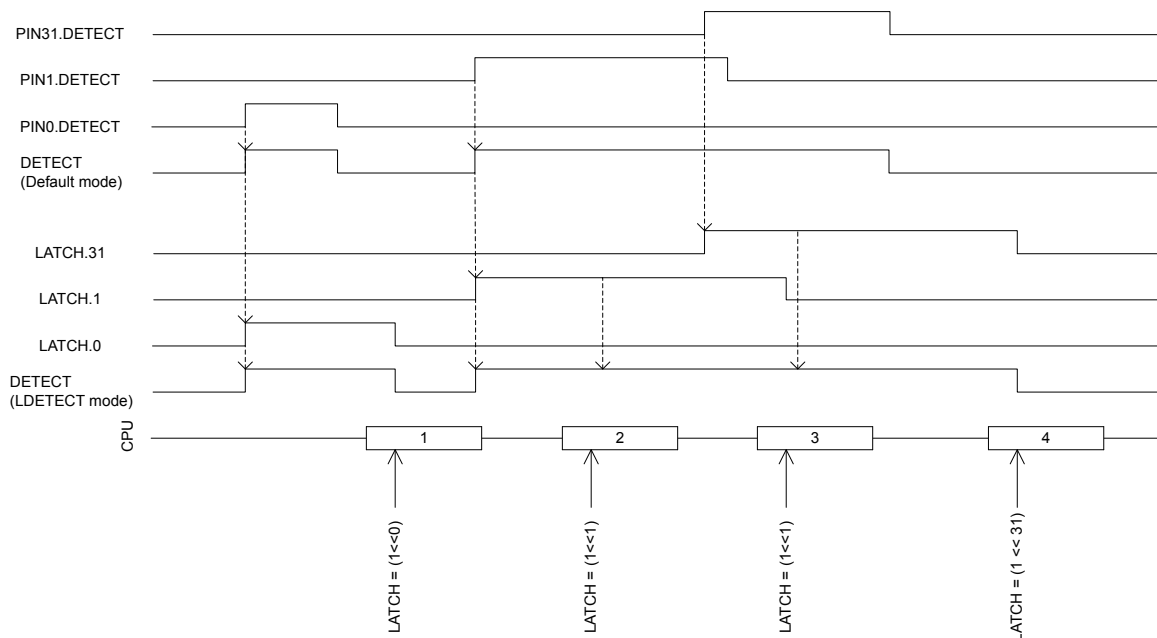 PIN31.DETECT
PIN1.DETECT
PIN0.DETECT
DETECT
(Default mode)
LATCH.31
LATCH.1
LATCH.0
DETECT
(LDETECT mode)
CPU
1
2
3
4
LATCH = (1<<0)
LATCH = (1<<1)
LATCH = (1<<1)
LATCH = (1 << 31)